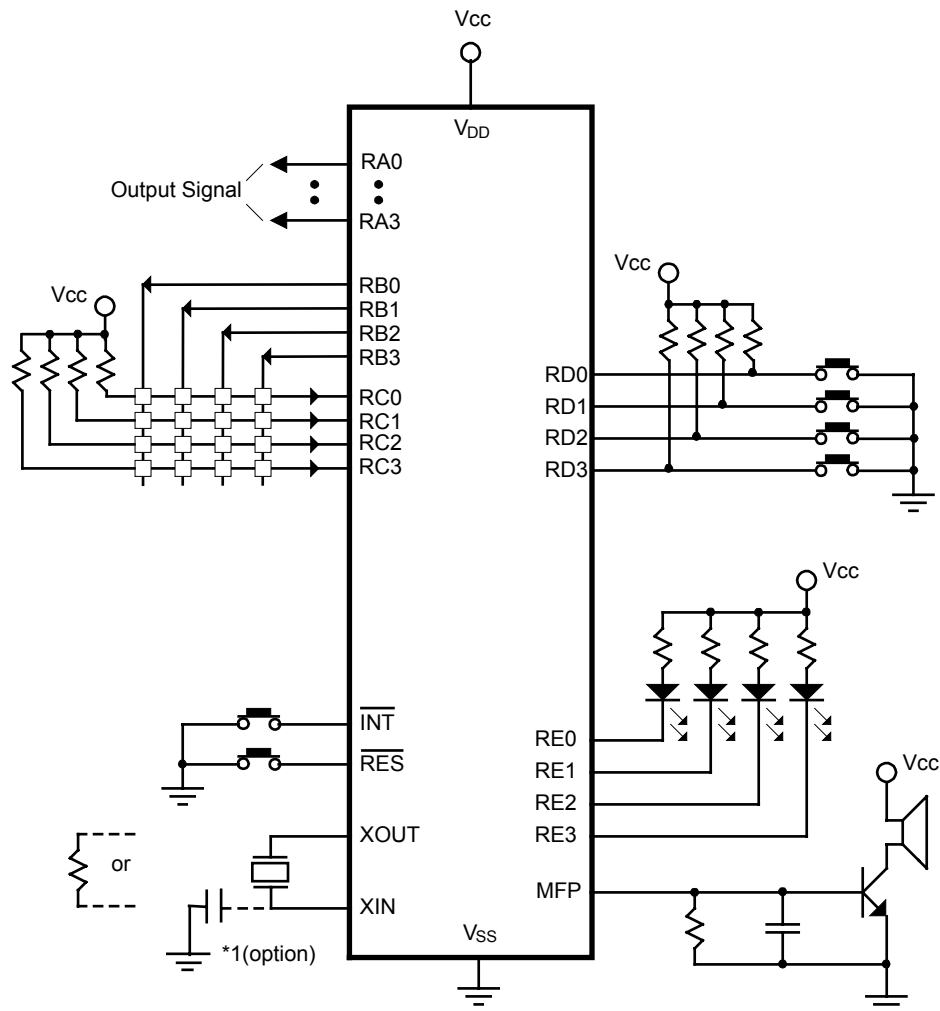 Vcc
VDD
RA0
Output Signal
RA3
RB0
Vcc
RB1
RB2
RB3
RC0
RC1
RC2
RC3
Vcc
RD0
RD1
RD2
RD3
Vcc
INT
RES
RE0
RE1
RE2
RE3
Vcc
XOUT
or
XIN
*1(option)
MFP
VSS